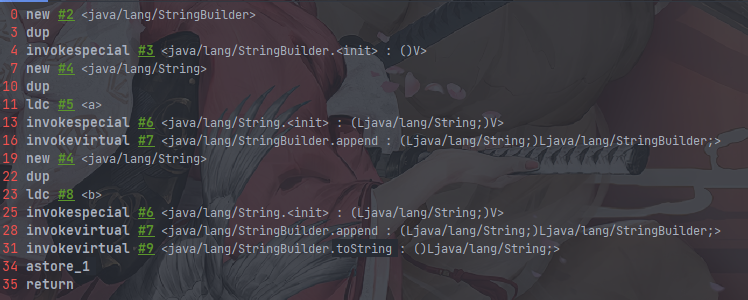 0 new #2 <java/lang/StringBuilder>
3 dup
4 invokespecial #3 <java/lang/StringBuilder.<init> : ()V>
7 new #4 <java/lang/String>
10 dup
11 ldc #5 <a>
13 invokespecial #6 <java/lang/String.<init> : (Ljava/lang/String;)V>
16 invokevirtual #7 <java/lang/StringBuilder.append : (Ljava/lang/String;)Ljava/lang/StringBuilder;>
19 new #4 <java/lang/String>
22 dup
23 ldc #8 <b>
25 invokespecial #6 <java/lang/String.<init> : (Ljava/lang/String;)V>
28 invokevirtual #7 <java/lang/StringBuilder.append : (Ljava/lang/String;)Ljava/lang/StringBuilder;>
31 invokevirtual #9 <java/lang/StringBuilder.toString : ()Ljava/lang/String;>
34 astore_1
35 return